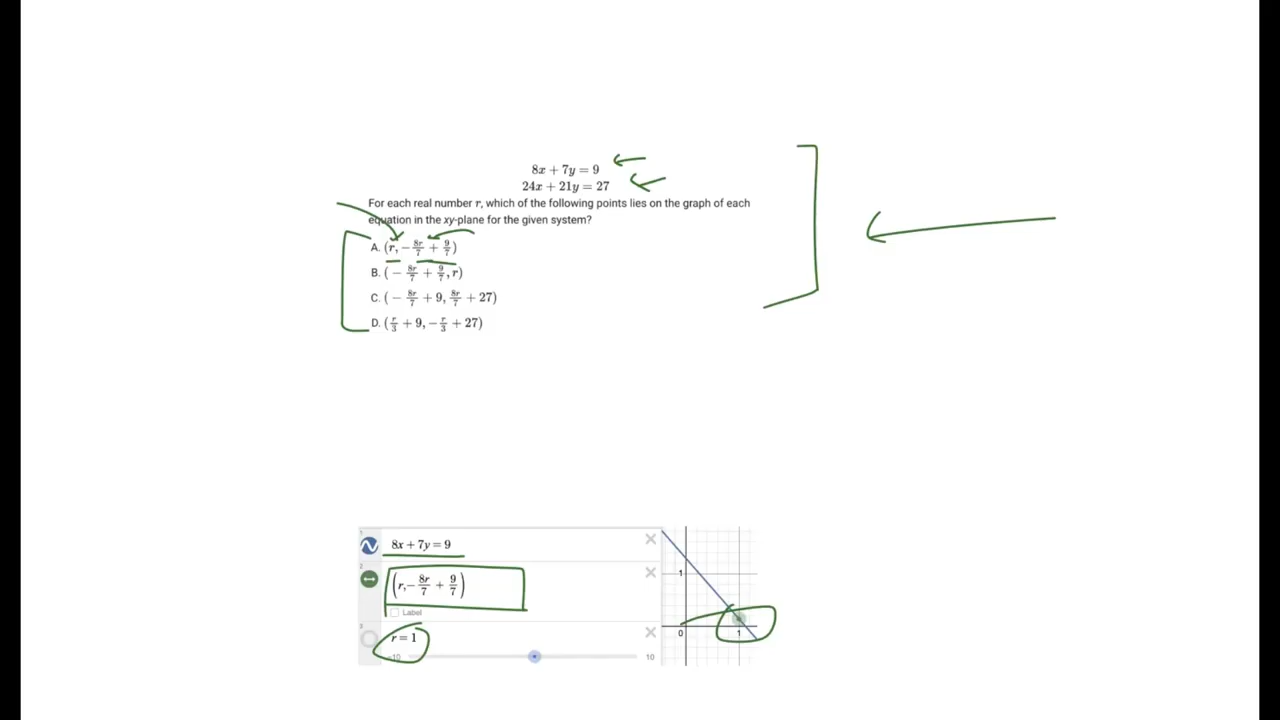 8x + 7y = 9
24x + 21y = 27
For each real number r, which of the following points lies on the graph of each
equation in the xy-plane for the given system?
A. (r, −8r/7 + 9/7)
B. (−8r/7 + 9/7, r)
C. (−8r/7 + 9, 8r/7 + 27)
D. (r/3 + 9, −r/3 + 27)
1
8x + 7y = 9
2
(r, −8r/7 + 9/7)
Label
3
r = 1
−10
10
1
0
1